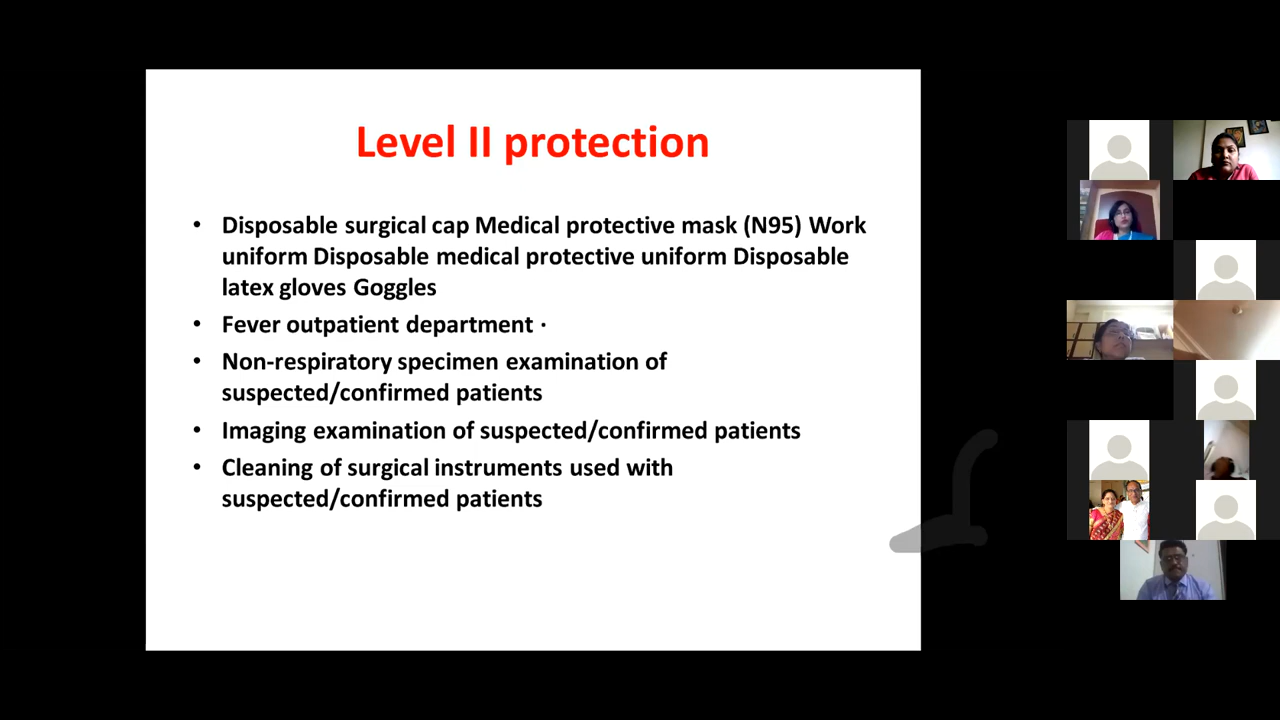 Level II protection
• Disposable surgical cap Medical protective mask (N95) Work
uniform Disposable medical protective uniform Disposable
latex gloves Goggles
• Fever outpatient department ·
• Non-respiratory specimen examination of
suspected/confirmed patients
• Imaging examination of suspected/confirmed patients
• Cleaning of surgical instruments used with
suspected/confirmed patients